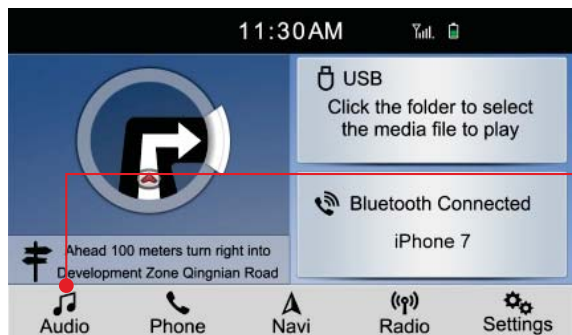 11:30AM
USB
Click the folder to select
the media file to play
Bluetooth Connected
iPhone 7
Ahead 100 meters turn right into
Development Zone Qingnian Road
Audio
Phone
Navi
Radio
Settings